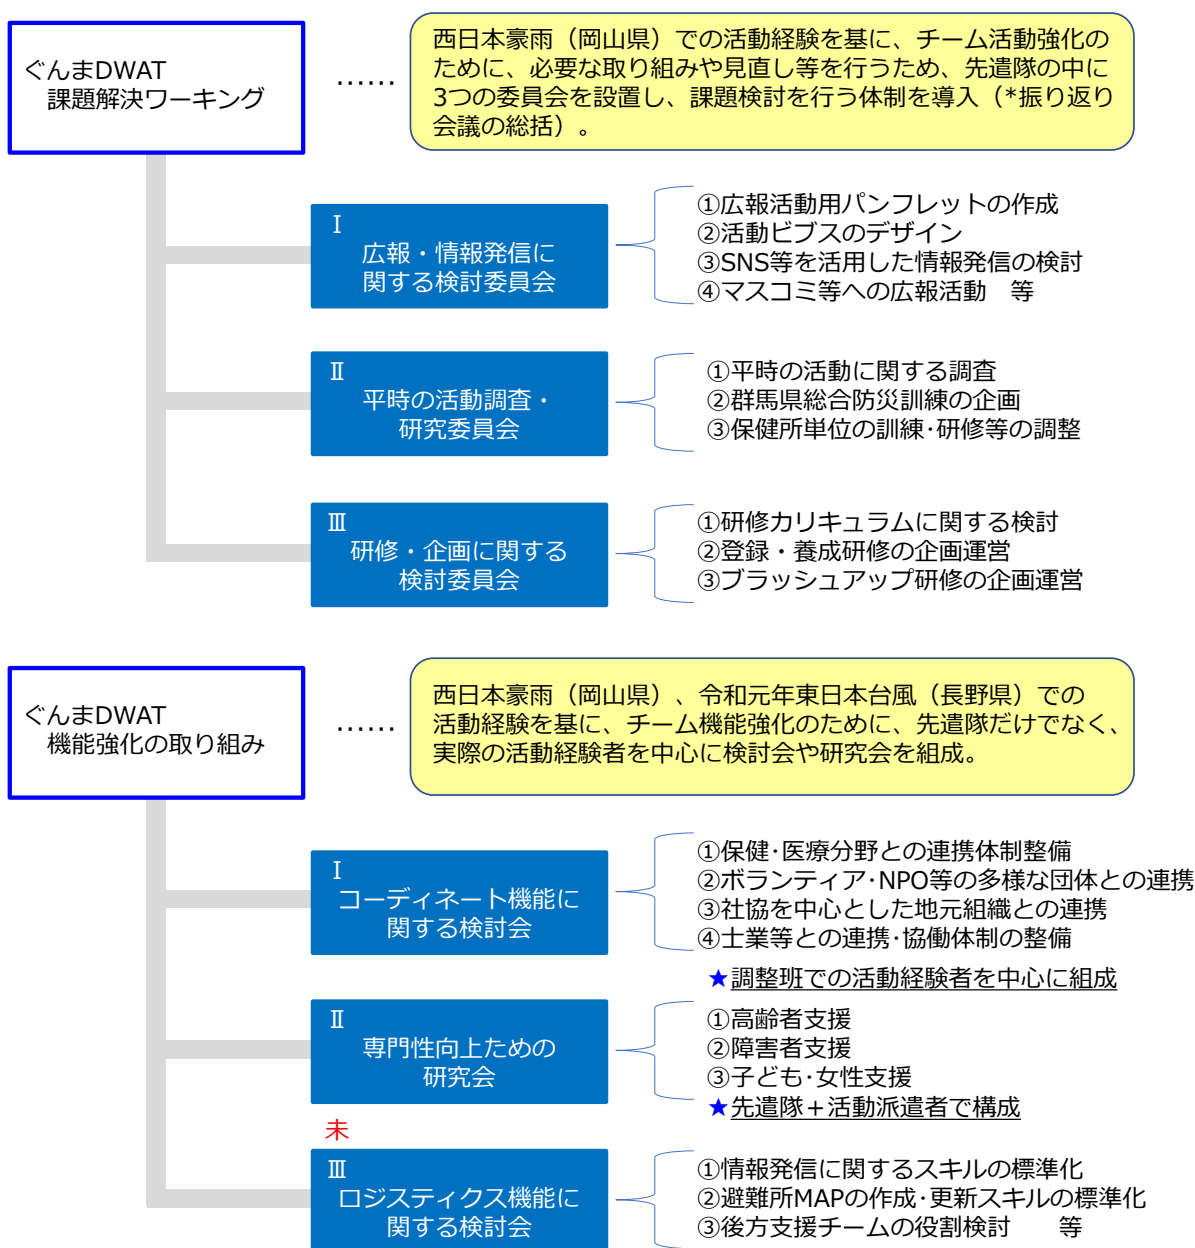 ぐんまDWAT
課題解決ワーキング
……
西日本豪雨（岡山県）での活動経験を基に、チーム活動強化の
ために、必要な取り組みや見直し等を行うため、先遣隊の中に
3つの委員会を設置し、課題検討を行う体制を導入（*振り返り
会議の総括）。
Ⅰ
広報・情報発信に
関する検討委員会
①広報活動用パンフレットの作成
②活動ビブスのデザイン
③SNS等を活用した情報発信の検討
④マスコミ等への広報活動　等
Ⅱ
平時の活動調査・
研究委員会
①平時の活動に関する調査
②群馬県総合防災訓練の企画
③保健所単位の訓練･研修等の調整
Ⅲ
研修・企画に関する
検討委員会
①研修カリキュラムに関する検討
②登録・養成研修の企画運営
③ブラッシュアップ研修の企画運営
ぐんまDWAT
機能強化の取り組み
……
西日本豪雨（岡山県）、令和元年東日本台風（長野県）での
活動経験を基に、チーム機能強化のために、先遣隊だけでなく、
実際の活動経験者を中心に検討会や研究会を組成。
Ⅰ
コーディネート機能に
関する検討会
①保健･医療分野との連携体制整備
②ボランティア･NPO等の多様な団体との連携
③社協を中心とした地元組織との連携
④士業等との連携･協働体制の整備
★調整班での活動経験者を中心に組成
Ⅱ
専門性向上ための
研究会
①高齢者支援
②障害者支援
③子ども･女性支援
★先遣隊＋活動派遣者で構成
未
Ⅲ
ロジスティクス機能に
関する検討会
①情報発信に関するスキルの標準化
②避難所MAPの作成･更新スキルの標準化
③後方支援チームの役割検討　　等